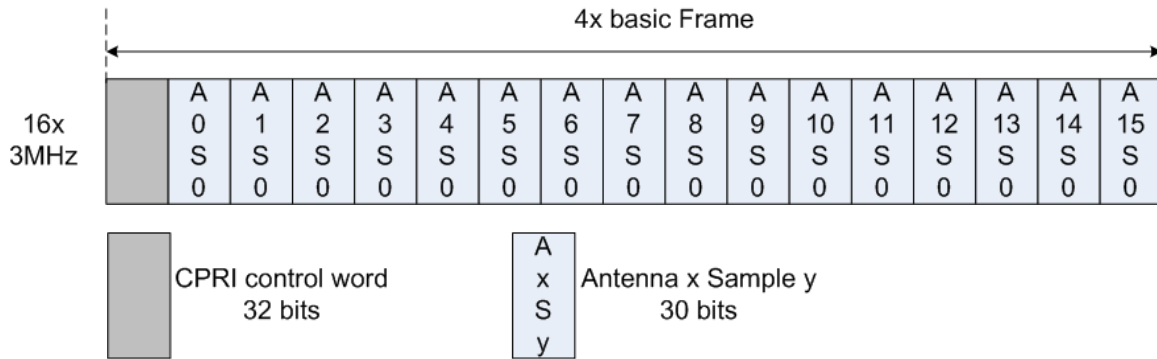 4x basic Frame
16x
3MHz
A 0 S 0
A 1 S 0
A 2 S 0
A 3 S 0
A 4 S 0
A 5 S 0
A 6 S 0
A 7 S 0
A 8 S 0
A 9 S 0
A 10 S 0
A 11 S 0
A 12 S 0
A 13 S 0
A 14 S 0
A 15 S 0
CPRI control word
32 bits
A x S y
Antenna x Sample y
30 bits